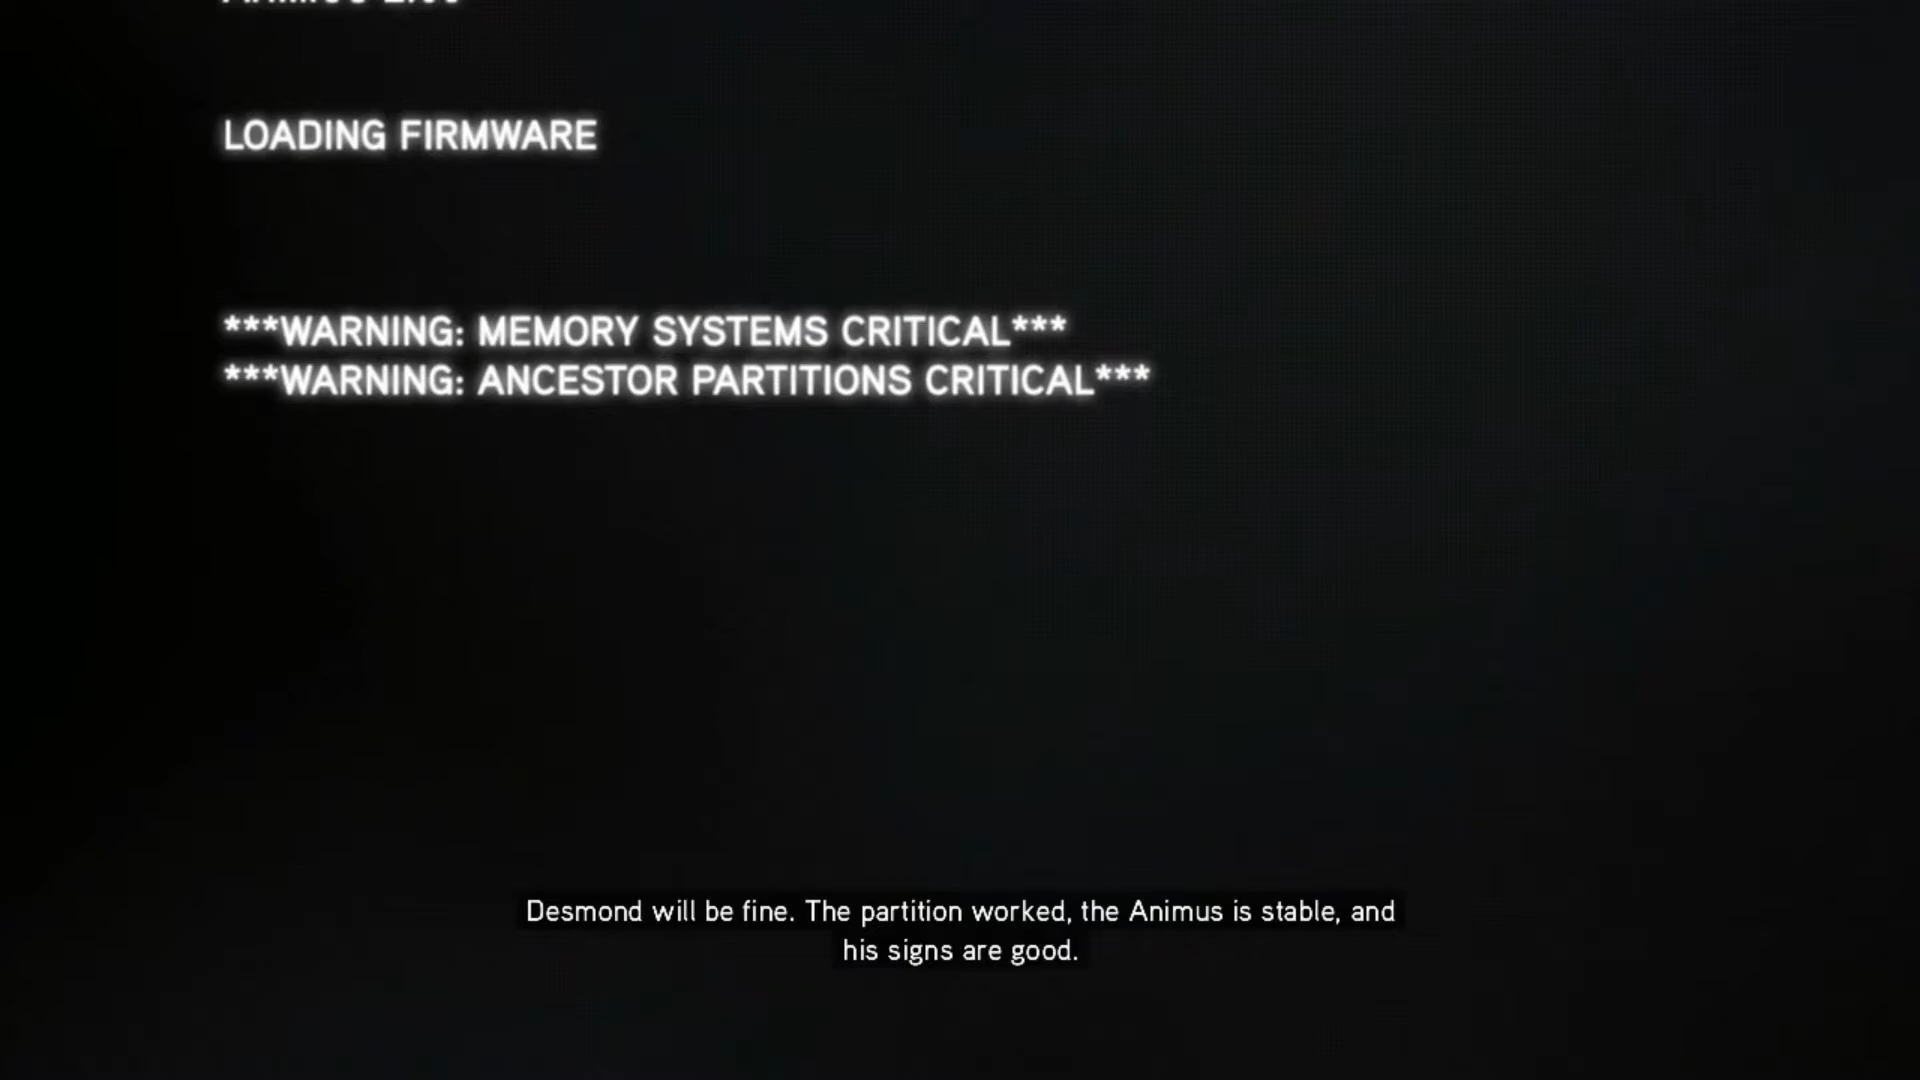 LOADING FIRMWARE
***WARNING: MEMORY SYSTEMS CRITICAL***
***WARNING: ANCESTOR PARTITIONS CRITICAL***
Desmond will be fine. The partition worked, the Animus is stable, and
his signs are good.